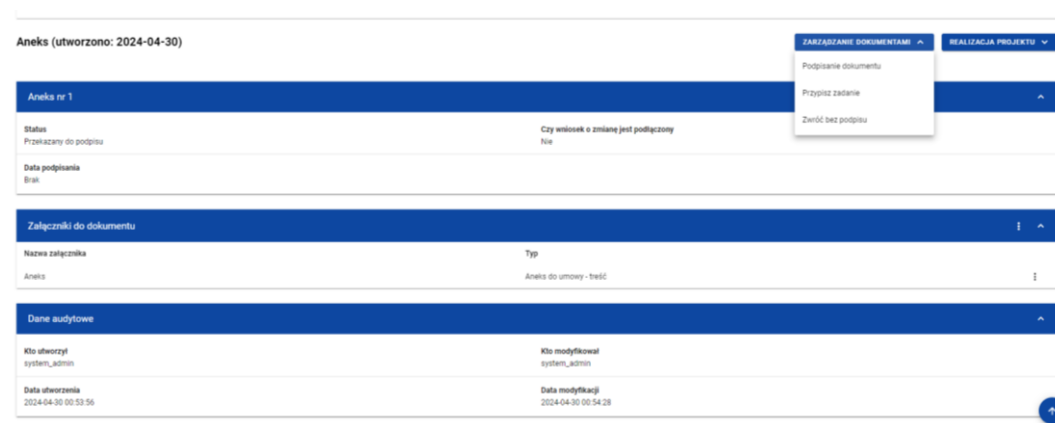 Aneks (utworzono: 2024-04-30)
ZARZĄDZANIE DOKUMENTAMI
REALIZACJA PROJEKTU
Podpisanie dokumentu
Przypisz zadanie
Zwróć bez podpisu
Aneks nr 1
Status
Przekazany do podpisu
Czy wniosek o zmianę jest podłączony
Nie
Data podpisania
Brak
Załączniki do dokumentu
Nazwa załącznika
Typ
Aneks
Aneks do umowy - treść
Dane audytowe
Kto utworzył
system_admin
Kto modyfikował
system_admin
Data utworzenia
2024-04-30 00:53:56
Data modyfikacji
2024-04-30 00:54:28